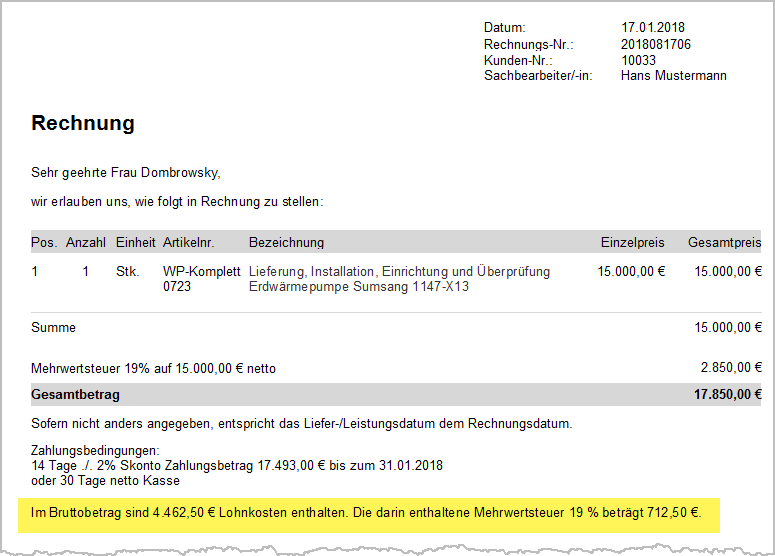 Datum: 17.01.2018
Rechnungs-Nr.: 2018081706
Kunden-Nr.: 10033
Sachbearbeiter/-in: Hans Mustermann
Rechnung
Sehr geehrte Frau Dombrowsky,
wir erlauben uns, wie folgt in Rechnung zu stellen:
Pos. Anzahl Einheit Artikelnr. Bezeichnung Einzelpreis Gesamtpreis
1 1 Stk. WP-Komplett Lieferung, Installation, Einrichtung und Überprüfung 15.000,00 € 15.000,00 €
0723 Erdwärmepumpe Sumsang 1147-X13
Summe 15.000,00 €
Mehrwertsteuer 19% auf 15.000,00 € netto 2.850,00 €
Gesamtbetrag 17.850,00 €
Sofern nicht anders angegeben, entspricht das Liefer-/Leistungsdatum dem Rechnungsdatum.
Zahlungsbedingungen:
14 Tage ./. 2% Skonto Zahlungsbetrag 17.493,00 € bis zum 31.01.2018
oder 30 Tage netto Kasse
Im Bruttobetrag sind 4.462,50 € Lohnkosten enthalten. Die darin enthaltene Mehrwertsteuer 19 % beträgt 712,50 €.